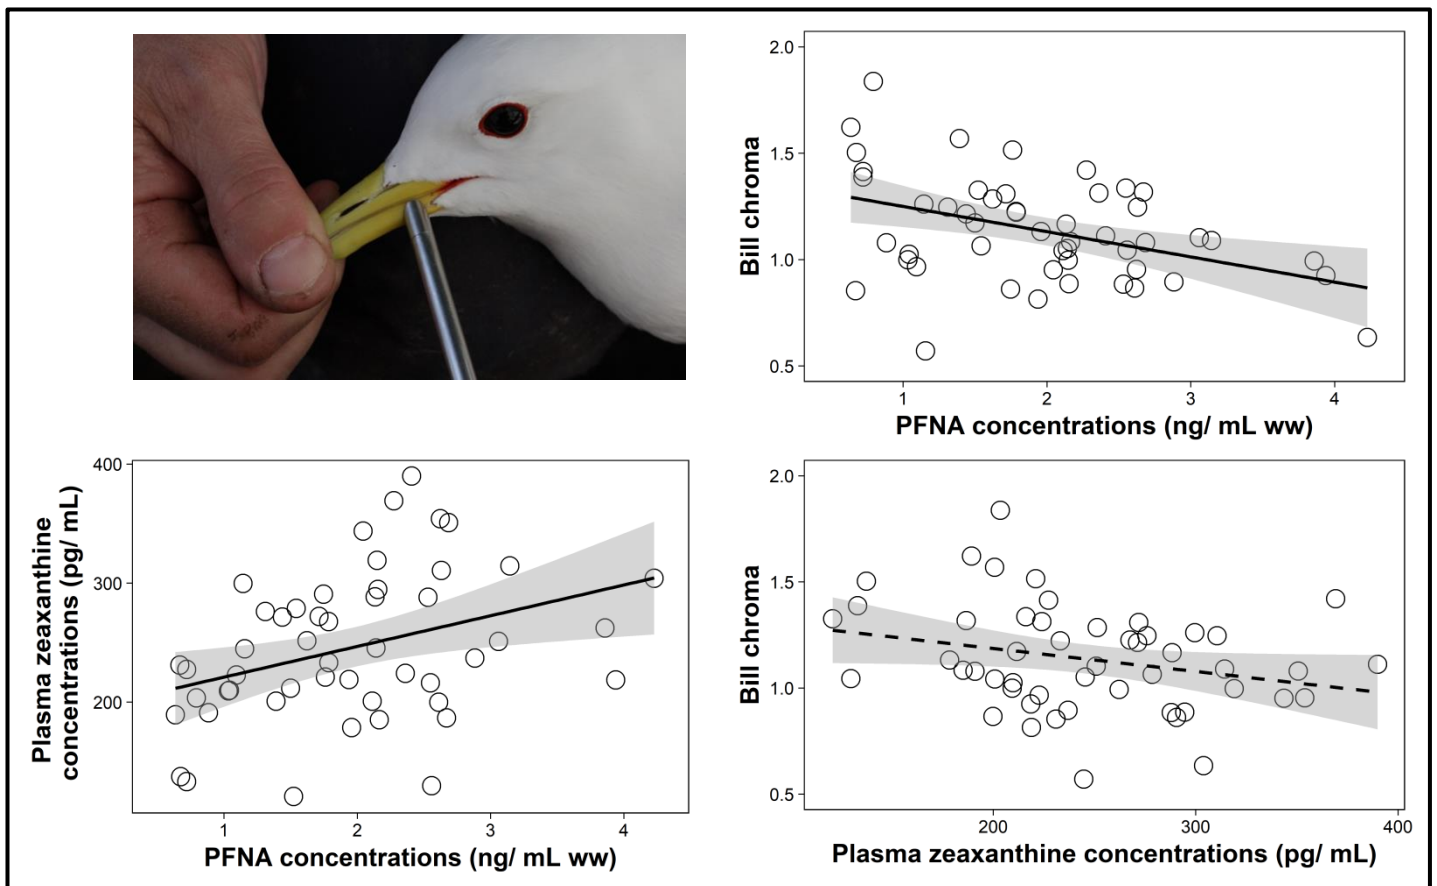 2.0
1.5
1.0
0.5
Bill chroma
1 2 3 4
PFNA concentrations (ng/ mL ww)
400
300
200
Plasma zeaxanthine
concentrations (pg/ mL)
1 2 3 4
PFNA concentrations (ng/ mL ww)
2.0
1.5
1.0
0.5
Bill chroma
200 300 400
Plasma zeaxanthine concentrations (pg/ mL)